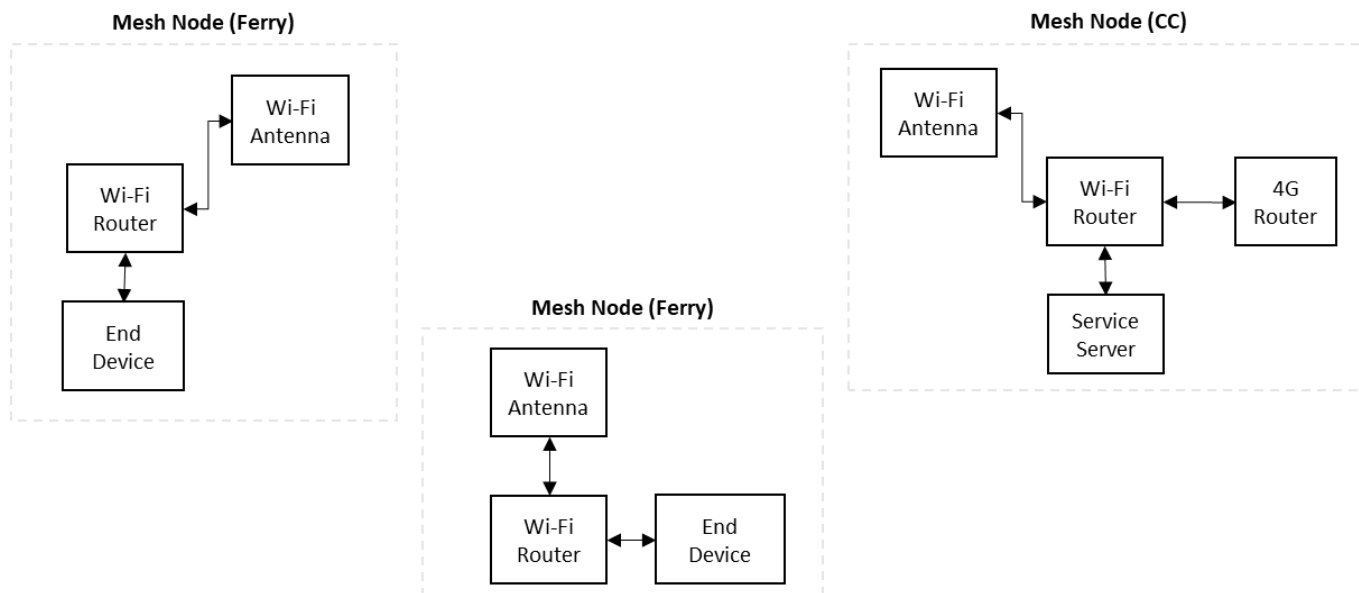 Mesh Node (Ferry)
Wi-Fi
Antenna
Wi-Fi
Router
End
Device
Mesh Node (Ferry)
Wi-Fi
Antenna
Wi-Fi
Router
End
Device
Mesh Node (CC)
Wi-Fi
Antenna
Wi-Fi
Router
4G
Router
Service
Server